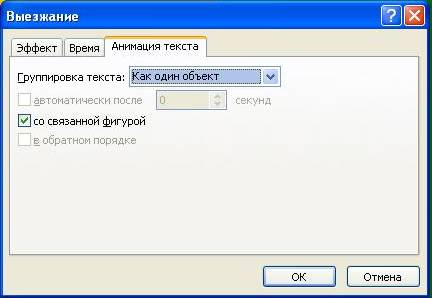 Выезжание
Эффект Время Анимация текста
Группировка текста: Как один объект
автоматически после 0 секунд
со связанной фигурой
в обратном порядке
ОК Отмена